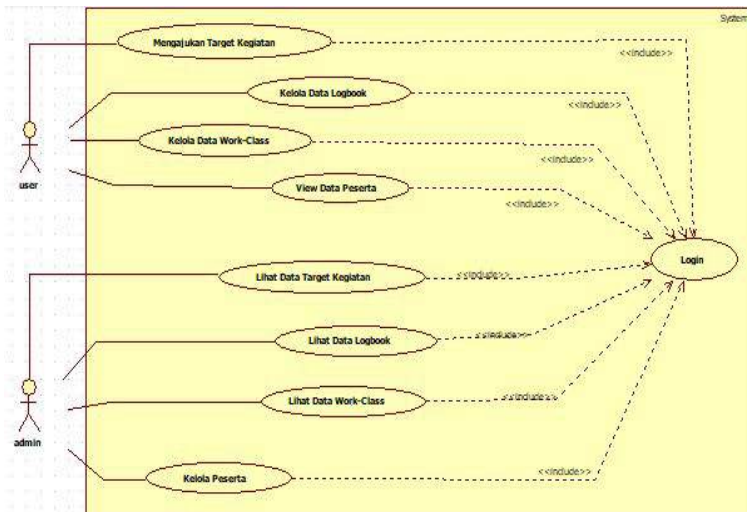 System
Mengajukan Target Kegiatan
<<include>>
Kelola Data Logbook
<<include>>
Kelola Data Work-Class
<<include>>
user
View Data Peserta
<<include>>
Login
Lihat Data Target Kegiatan
<<include>>
Lihat Data Logbook
<<include>>
Lihat Data Work-Class
<<include>>
admin
Kelola Peserta
<<include>>